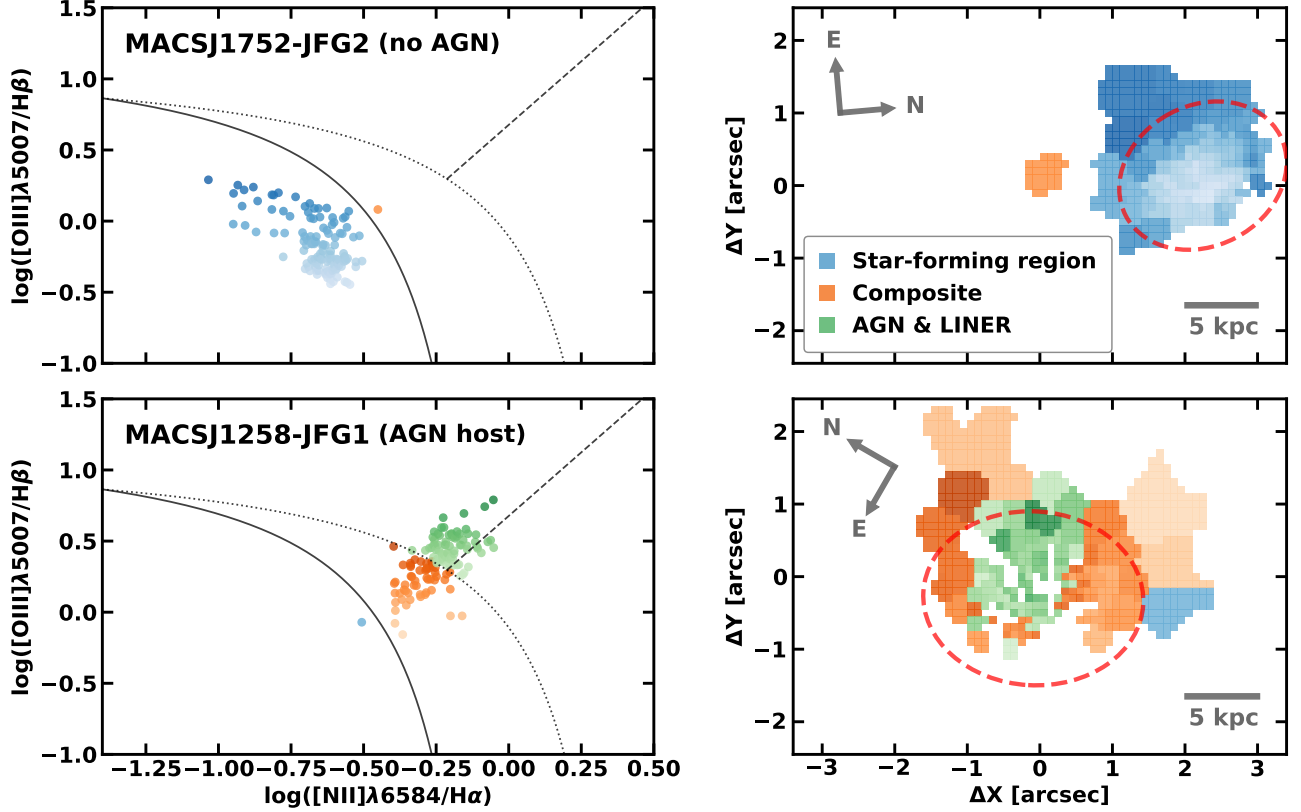 MACSJ1752-JFG2 (no AGN)
log([OIII]λ5007/Hβ)
1.5
1.0
0.5
0.0
−0.5
−1.0
E
N
ΔY [arcsec]
2
1
0
−1
−2
Star-forming region
Composite
AGN & LINER
5 kpc
MACSJ1258-JFG1 (AGN host)
log([OIII]λ5007/Hβ)
1.5
1.0
0.5
0.0
−0.5
−1.0
−1.25 −1.00 −0.75 −0.50 −0.25 0.00 0.25 0.50
log([NII]λ6584/Hα)
N
E
ΔY [arcsec]
2
1
0
−1
−2
5 kpc
−3 −2 −1 0 1 2 3
ΔX [arcsec]